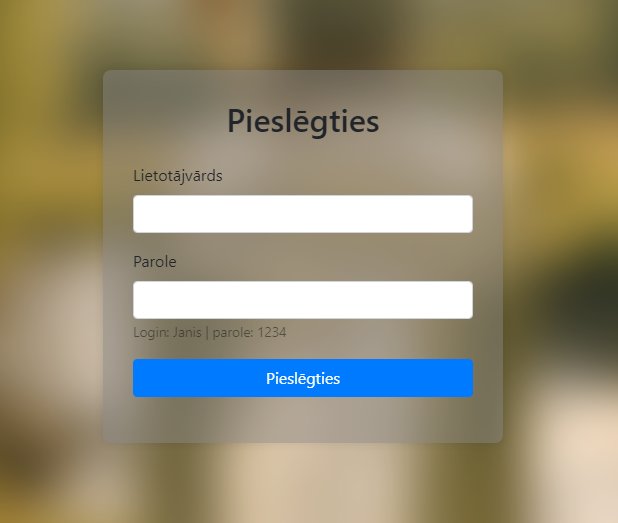 Pieslēgties
Lietotājvārds
Parole
Login: Janis | parole: 1234
Pieslēgties